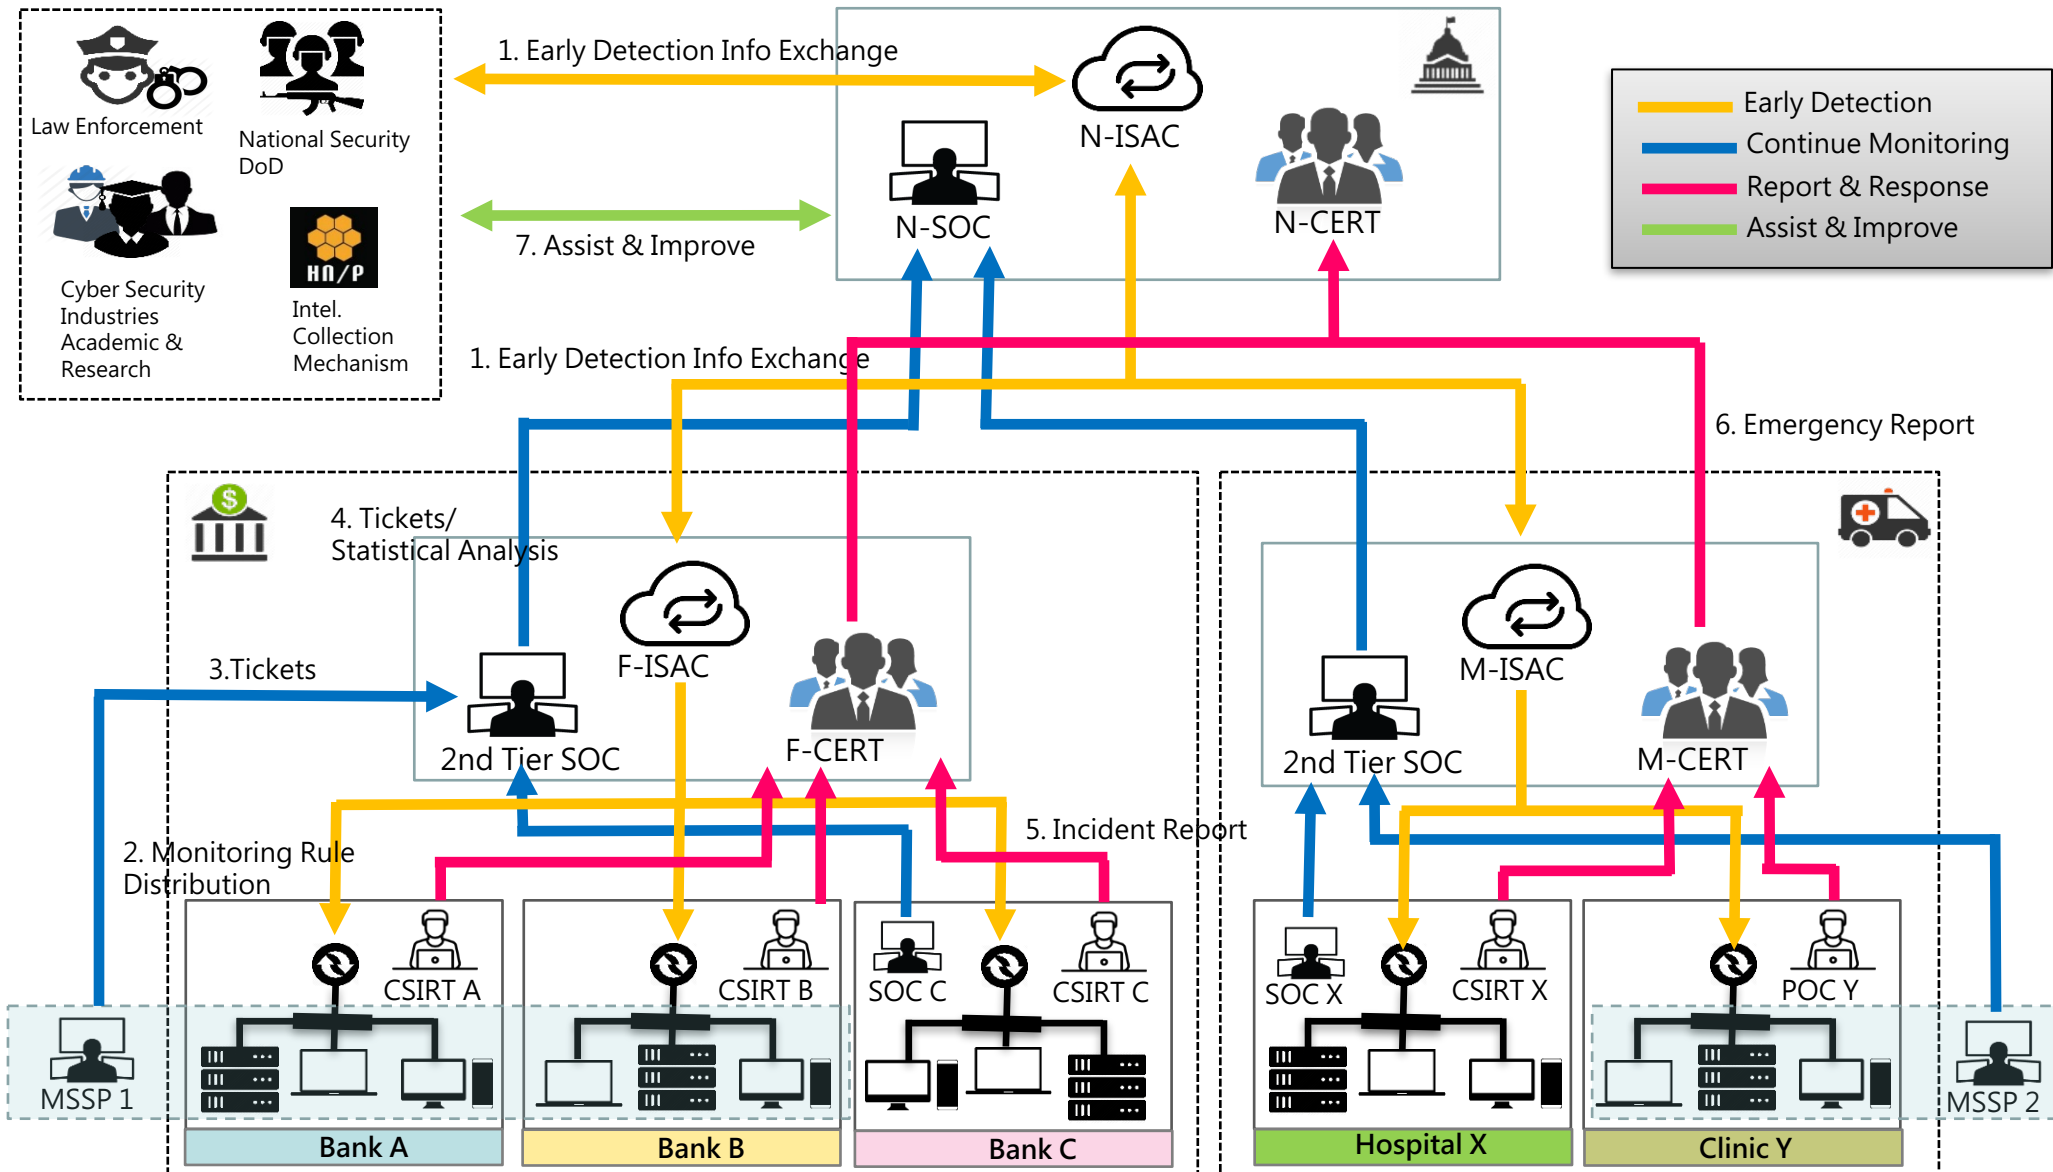 1. Early Detection Info Exchange
Law Enforcement
National Security
DoD
Cyber Security
Industries
Academic &
Research
HN/P
Intel.
Collection
Mechanism
7. Assist & Improve
N-ISAC
N-SOC
N-CERT
Early Detection
Continue Monitoring
Report & Response
Assist & Improve
1. Early Detection Info Exchange
6. Emergency Report
$
4. Tickets/
Statistical Analysis
3.Tickets
F-ISAC
2nd Tier SOC
F-CERT
M-ISAC
2nd Tier SOC
M-CERT
2. Monitoring Rule
Distribution
5. Incident Report
CSIRT A
CSIRT B
SOC C
CSIRT C
SOC X
CSIRT X
POC Y
MSSP 1
MSSP 2
Bank A
Bank B
Bank C
Hospital X
Clinic Y